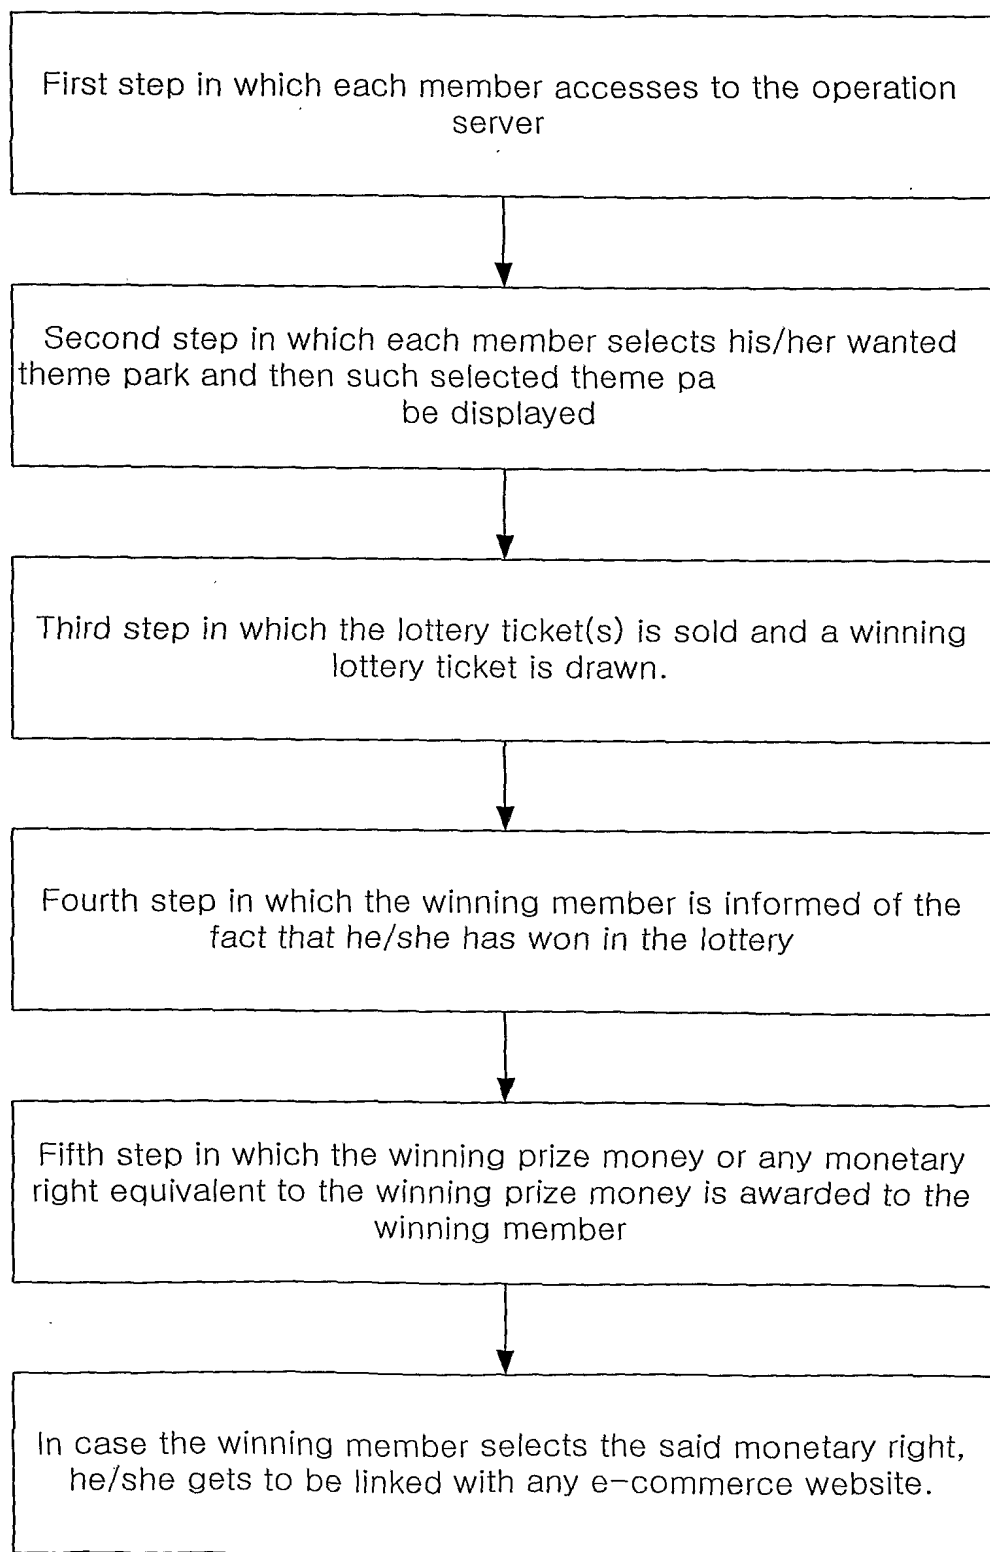 First step in which each member accesses to the operation
server
Second step in which each member selects his/her wanted
theme park and then such selected theme pa
be displayed
Third step in which the lottery ticket(s) is sold and a winning
lottery ticket is drawn.
Fourth step in which the winning member is informed of the
fact that he/she has won in the lottery
Fifth step in which the winning prize money or any monetary
right equivalent to the winning prize money is awarded to the
winning member
In case the winning member selects the said monetary right,
he/she gets to be linked with any e-commerce website.